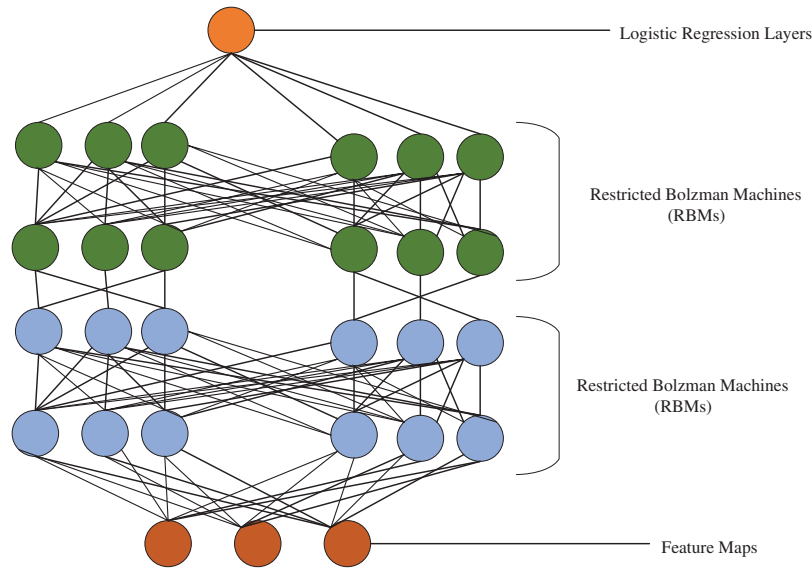 Logistic Regression Layers
Restricted Bolzman Machines
(RBMs)
Restricted Bolzman Machines
(RBMs)
Feature Maps